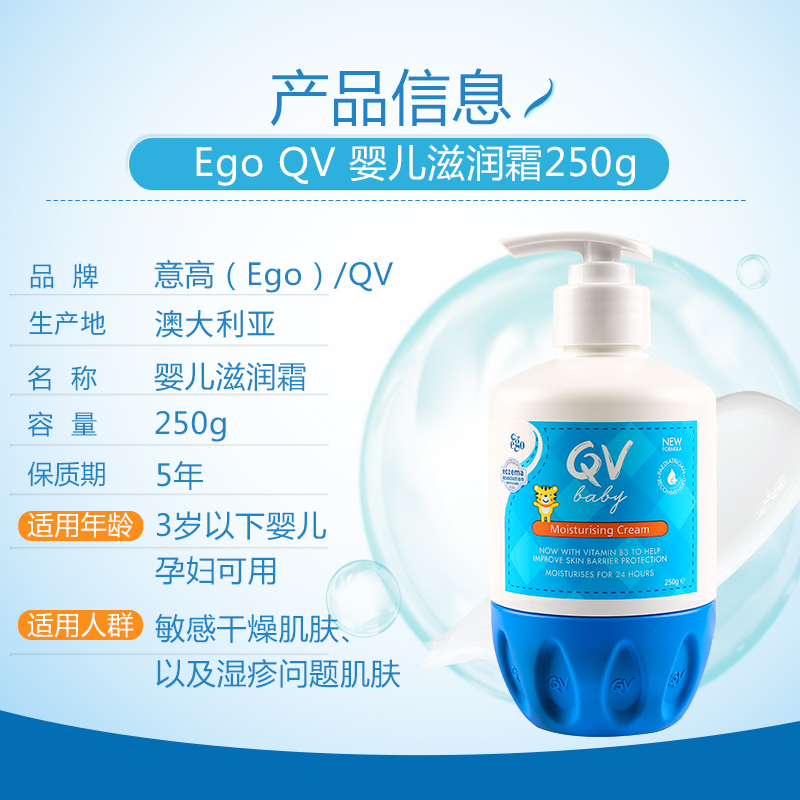 产品信息
Ego QV 婴儿滋润霜250g
品 牌 意高（Ego）/QV
生产地 澳大利亚
名 称 婴儿滋润霜
容 量 250g
保质期 5年
适用年龄 3岁以下婴儿
孕妇可用
适用人群 敏感干燥肌肤、
以及湿疹问题肌肤
ego
eczema
association
QV
baby
NEW
FORMULA
PAEDIATRICIAN
RECOMMENDED
Moisturising Cream
NOW WITH VITAMIN B3 TO HELP
IMPROVE SKIN BARRIER PROTECTION
MOISTURISES FOR 24 HOURS
250g e
QV
QV